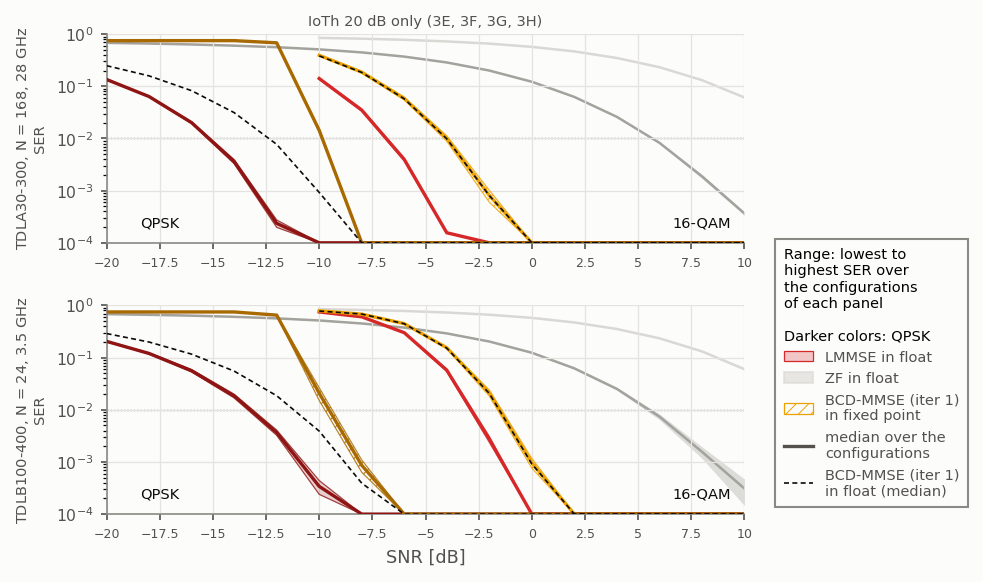 IoTh 20 dB only (3E, 3F, 3G, 3H)
TDLA30-300, N = 168, 28 GHz
SER
10⁰
10⁻¹
10⁻²
10⁻³
10⁻⁴
QPSK
16-QAM
−20 −17.5 −15 −12.5 −10 −7.5 −5 −2.5 0 2.5 5 7.5 10
TDLB100-400, N = 24, 3.5 GHz
SER
10⁰
10⁻¹
10⁻²
10⁻³
10⁻⁴
QPSK
16-QAM
−20 −17.5 −15 −12.5 −10 −7.5 −5 −2.5 0 2.5 5 7.5 10
SNR [dB]
Range: lowest to
highest SER over
the configurations
of each panel
Darker colors: QPSK
LMMSE in float
ZF in float
BCD-MMSE (iter 1)
in fixed point
median over the
configurations
BCD-MMSE (iter 1)
in float (median)